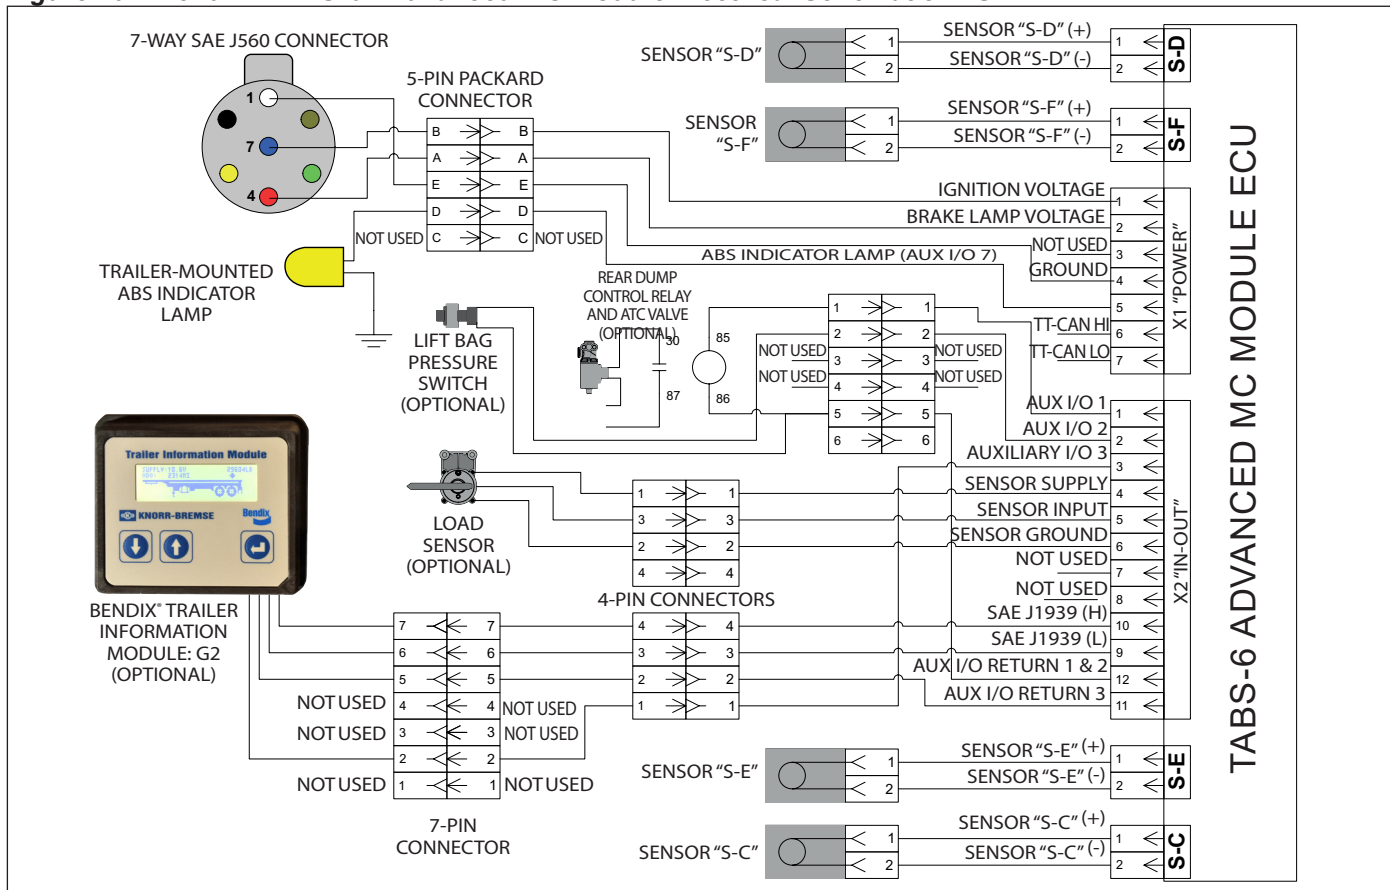 7-WAY SAE J560 CONNECTOR
1
7
4
5-PIN PACKARD
CONNECTOR
B B
A A
E E
D D
NOT USED C C NOT USED
TRAILER-MOUNTED
ABS INDICATOR
LAMP
SENSOR "S-D"
1 SENSOR "S-D" (+) 1
2 SENSOR "S-D" (-) 2
S-D
SENSOR
"S-F"
1 SENSOR "S-F" (+) 1
2 SENSOR "S-F" (-) 2
S-F
IGNITION VOLTAGE 1
BRAKE LAMP VOLTAGE 2
NOT USED 3
ABS INDICATOR LAMP (AUX I/O 7)
GROUND 4
5
TT-CAN HI 6
TT-CAN LO 7
X1 "POWER"
LIFT BAG
PRESSURE
SWITCH
(OPTIONAL)
REAR DUMP
CONTROL RELAY
AND ATC VALVE
(OPTIONAL)
30
87
85
86
1 1
2 2
NOT USED 3 3 NOT USED
NOT USED 4 4 NOT USED
5 5
6 6
AUX I/O 1 1
AUX I/O 2 2
AUXILIARY I/O 3 3
SENSOR SUPPLY 4
SENSOR INPUT 5
SENSOR GROUND 6
NOT USED 7
NOT USED 8
SAE J1939 (H) 10
SAE J1939 (L) 9
AUX I/O RETURN 1 & 2 12
AUX I/O RETURN 3 11
X2 "IN-OUT"
TABS-6 ADVANCED MC MODULE ECU
LOAD
SENSOR
(OPTIONAL)
1 1
3 3
2 2
4 4
4-PIN CONNECTORS
4 4
3 3
2 2
1 1
Trailer Information Module
KNORR-BREMSE
Bendix
BENDIX® TRAILER
INFORMATION
MODULE: G2
(OPTIONAL)
7 7
6 6
5 5
NOT USED 4 4 NOT USED
NOT USED 3 3 NOT USED
2 2
NOT USED 1 1 NOT USED
7-PIN
CONNECTOR
SENSOR "S-E"
1 SENSOR "S-E" (+) 1
2 SENSOR "S-E" (-) 2
S-E
SENSOR "S-C"
1 SENSOR "S-C" (+) 1
2 SENSOR "S-C" (-) 2
S-C